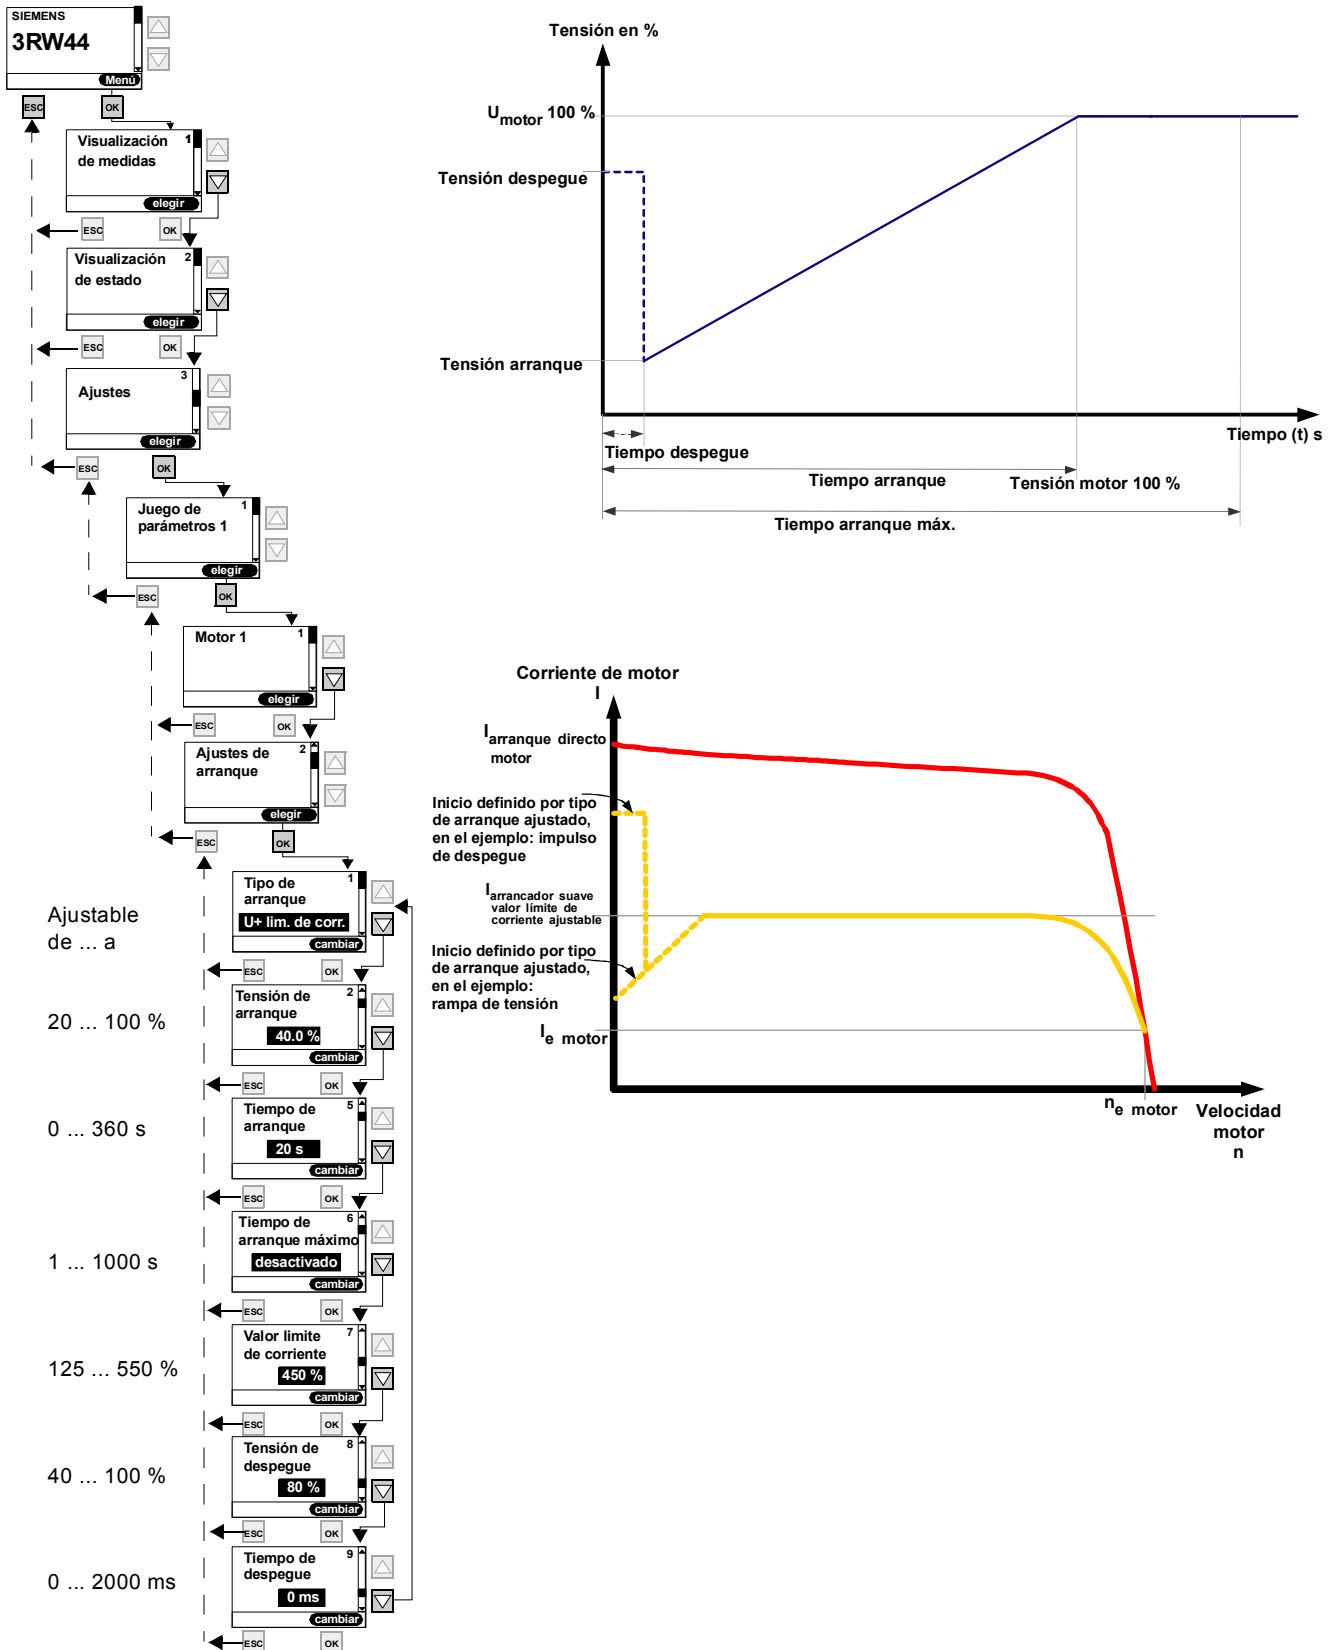 SIEMENS
3RW44
Menú
ESC
OK
Visualización
de medidas
1
elegir
ESC
OK
Visualización
de estado
2
elegir
ESC
OK
Ajustes
3
elegir
ESC
OK
Juego de
parámetros 1
1
elegir
ESC
OK
Motor 1
1
elegir
ESC
OK
Ajustes de
arranque
2
elegir
ESC
OK
Ajustable
de ... a
Tipo de
arranque
1
U+ lim. de corr.
cambiar
ESC
OK
20 ... 100 %
Tensión de
arranque
2
40.0 %
cambiar
ESC
OK
0 ... 360 s
Tiempo de
arranque
5
20 s
cambiar
ESC
OK
1 ... 1000 s
Tiempo de
arranque máximo
6
desactivado
cambiar
ESC
OK
125 ... 550 %
Valor limite
de corriente
7
450 %
cambiar
ESC
OK
40 ... 100 %
Tensión de
despegue
8
80 %
cambiar
ESC
OK
0 ... 2000 ms
Tiempo de
despegue
9
0 ms
cambiar
ESC
OK
Tensión en %
Umotor 100 %
Tensión despegue
Tensión arranque
Tiempo (t) s
Tiempo despegue
Tiempo arranque
Tensión motor 100 %
Tiempo arranque máx.
Corriente de motor
I
Iarranque directo
motor
Inicio definido por tipo
de arranque ajustado,
en el ejemplo: impulso
de despegue
Iarrancador suave
valor límite de
corriente ajustable
Inicio definido por tipo
de arranque ajustado,
en el ejemplo:
rampa de tensión
Ie motor
ne motor
Velocidad
motor
n